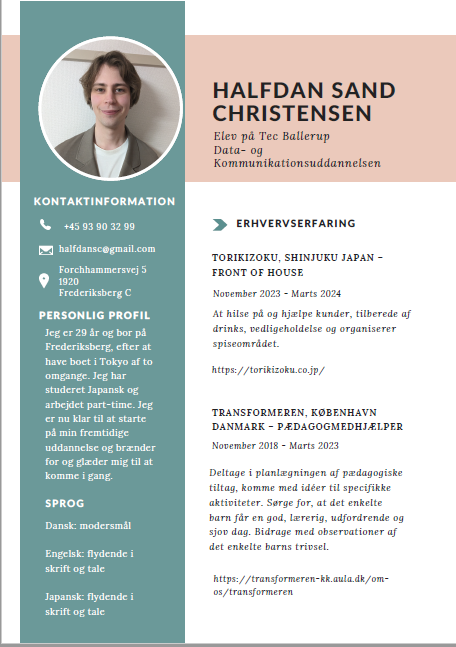 HALFDAN SAND
CHRISTENSEN
Elev på Tec Ballerup
Data- og
Kommunikationsuddannelsen
KONTAKTINFORMATION
+45 93 90 32 99
halfdansc@gmail.com
Forchhammersvej 5
1920
Frederiksberg C
PERSONLIG PROFIL
Jeg er 29 år og bor på
Frederiksberg, efter at
have boet i Tokyo af to
omgange. Jeg har
studeret Japansk og
arbejdet part-time. Jeg
er nu klar til at starte
på min fremtidige
uddannelse og brænder
for og glæder mig til at
komme i gang.
SPROG
Dansk: modersmål
Engelsk: flydende i
skrift og tale
Japansk: flydende i
skrift og tale
ERHVERVSERFARING
TORIKIZOKU, SHINJUKU JAPAN –
FRONT OF HOUSE
November 2023 - Marts 2024
At hilse på og hjælpe kunder, tilberede af
drinks, vedligeholdelse og organiserer
spiseområdet.
https://torikizoku.co.jp/
TRANSFORMEREN, KØBENHAVN
DANMARK – PÆDAGOGMEDHJÆLPER
November 2018 - Marts 2023
Deltage i planlægningen af pædagogiske
tiltag, komme med idéer til specifikke
aktiviteter. Sørge for, at det enkelte
barn får en god, lærerig, udfordrende og
sjov dag. Bidrage med observationer af
det enkelte barns trivsel.
https://transformeren-kk.aula.dk/om-
os/transformeren